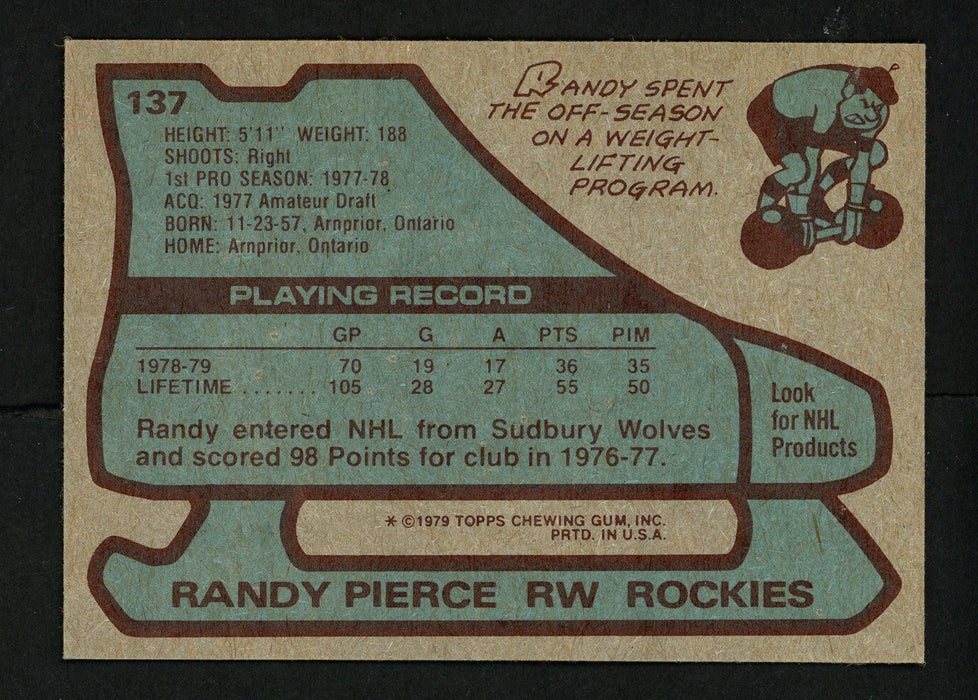 137
HEIGHT: 5'11" WEIGHT: 188
SHOOTS: Right
1st PRO SEASON: 1977-78
ACQ: 1977 Amateur Draft
BORN: 11-23-57, Arnprior, Ontario
HOME: Arnprior, Ontario
RANDY SPENT
THE OFF-SEASON
ON A WEIGHT-
LIFTING
PROGRAM.
PLAYING RECORD
GP G A PTS PIM
1978-79 70 19 17 36 35
LIFETIME ....... 105 28 27 55 50
Randy entered NHL from Sudbury Wolves
and scored 98 Points for club in 1976-77.
Look
for NHL
Products
* © 1979 TOPPS CHEWING GUM, INC.
PRTD. IN U.S.A.
RANDY PIERCE RW ROCKIES